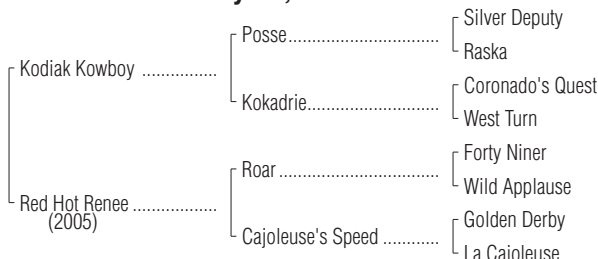 Silver Deputy
Posse
Raska
Kodiak Kowboy
Coronado's Quest
Kokadrie
West Turn
Forty Niner
Roar
Wild Applause
Red Hot Renee
(2005)
Golden Derby
Cajoleuse's Speed
La Cajoleuse